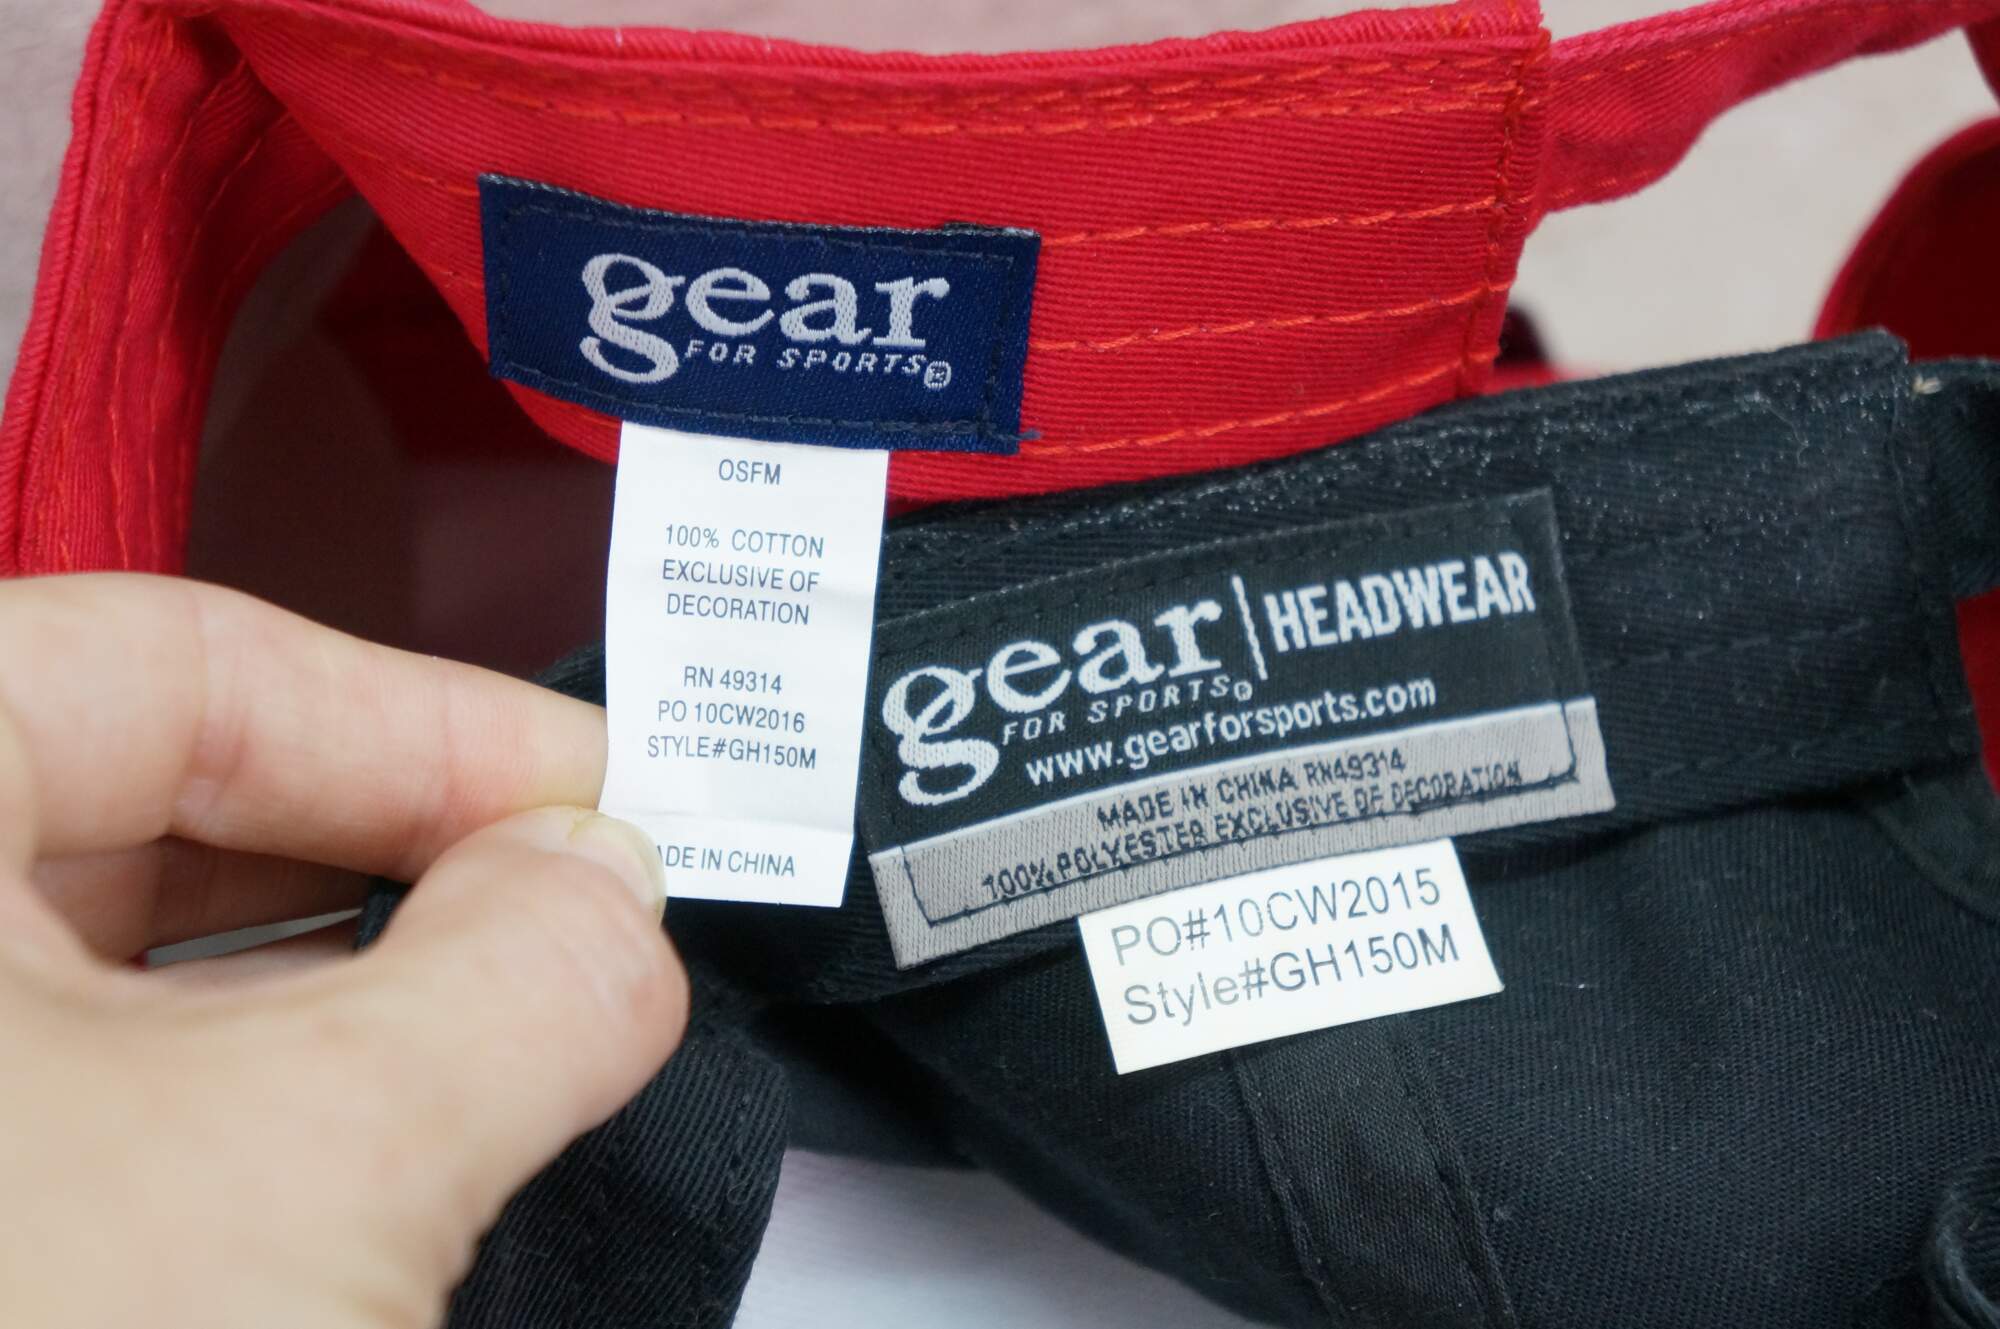 gear
FOR SPORTS®
OSFM
100% COTTON
EXCLUSIVE OF
DECORATION
RN 49314
PO 10CW2016
STYLE#GH150M
ADE IN CHINA
gear | HEADWEAR
FOR SPORTS®
www.gearforsports.com
MADE IN CHINA RN49314
100% POLYESTER EXCLUSIVE OF DECORATION
PO#10CW2015
Style#GH150M